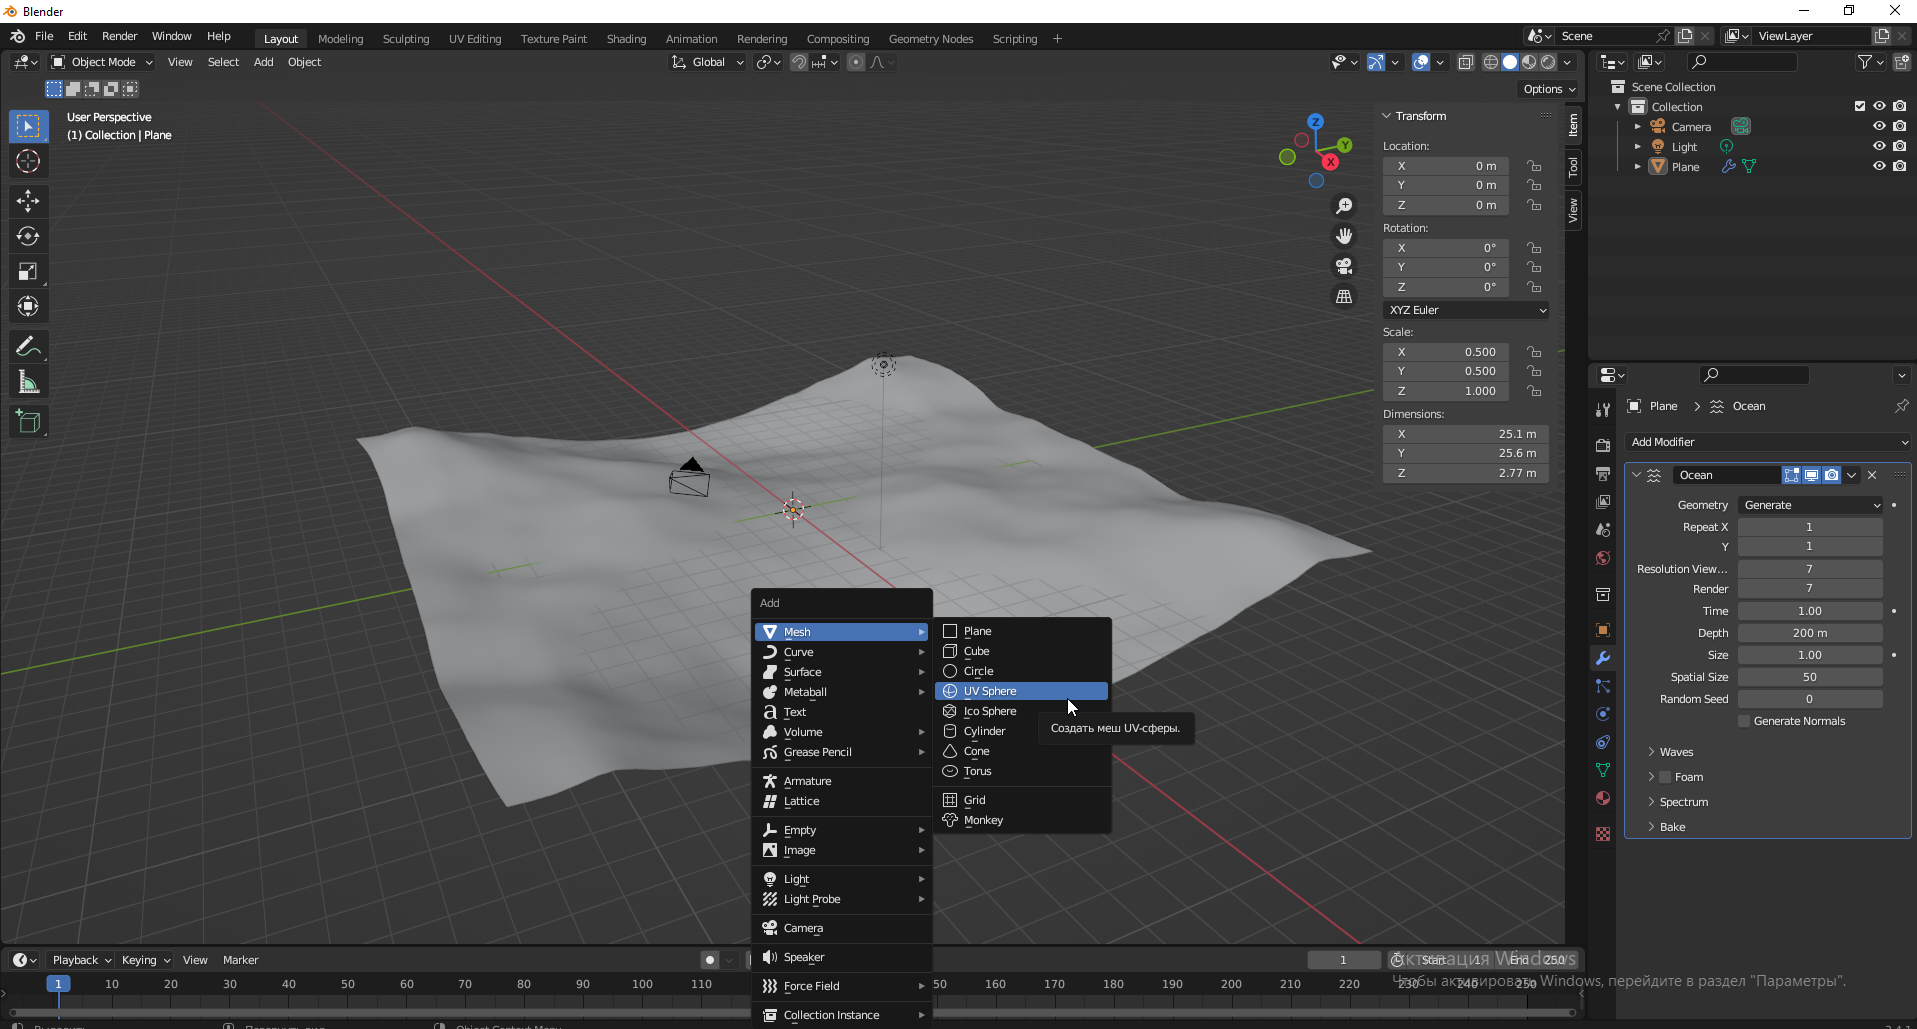 Blender
File Edit Render Window Help
Layout Modeling Sculpting UV Editing Texture Paint Shading Animation Rendering Compositing Geometry Nodes Scripting +
Scene
ViewLayer
Object Mode View Select Add Object
Global
Options
User Perspective
(1) Collection | Plane
Z
Y
X
Transform
Location:
X 0 m
Y 0 m
Z 0 m
Rotation:
X 0°
Y 0°
Z 0°
XYZ Euler
Scale:
X 0.500
Y 0.500
Z 1.000
Dimensions:
X 25.1 m
Y 25.6 m
Z 2.77 m
Item
Tool
View
Scene Collection
Collection
Camera
Light
Plane
Plane > Ocean
Add Modifier
Ocean
Geometry Generate
Repeat X 1
Y 1
Resolution View... 7
Render 7
Time 1.00
Depth 200 m
Size 1.00
Spatial Size 50
Random Seed 0
Generate Normals
Waves
Foam
Spectrum
Bake
Add
Mesh
Curve
Surface
Metaball
Text
Volume
Grease Pencil
Armature
Lattice
Empty
Image
Light
Light Probe
Camera
Speaker
Force Field
Collection Instance
Plane
Cube
Circle
UV Sphere
Ico Sphere
Cylinder
Cone
Torus
Grid
Monkey
Создать меш UV-сферы.
Playback Keying View Marker
1
Start 1 End 250
Активация Windows
Чтобы активировать Windows, перейдите в раздел "Параметры".
1 10 20 30 40 50 60 70 80 90 100 110 50 160 170 180 190 200 210 220 230 240 250
Object Context Menu